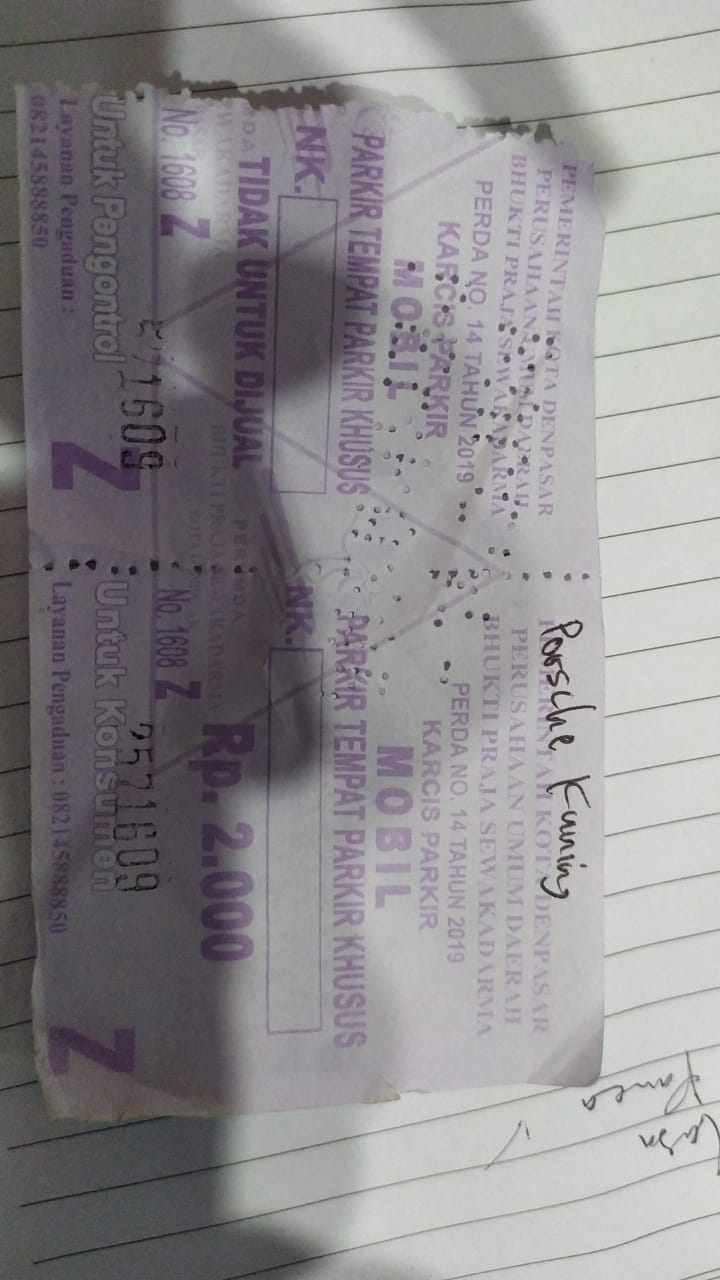 PEMERINTAH KOTA DENPASAR
PERUSAHAAN UMUM DAERAH
BHUKTI PRAJA SEWAKADARMA
PERDA NO. 14 TAHUN 2019
KARCIS PARKIR
MOBIL
PARKIR TEMPAT PARKIR KHUSUS
NK.
TIDAK UNTUK DIJUAL
No. 1608 Z
71609
Untuk Pengontrol
Z
Layanan Pengaduan :
082145888850
Porsche Kuning
PEMERINTAH KOTA DENPASAR
PERUSAHAAN UMUM DAERAH
BHUKTI PRAJA SEWAKADARMA
PERDA NO. 14 TAHUN 2019
KARCIS PARKIR
MOBIL
PARKIR TEMPAT PARKIR KHUSUS
NK.
Rp. 2.000
No. 1608 Z
2571609
Untuk Konsumen
Z
Layanan Pengaduan : 082145888850